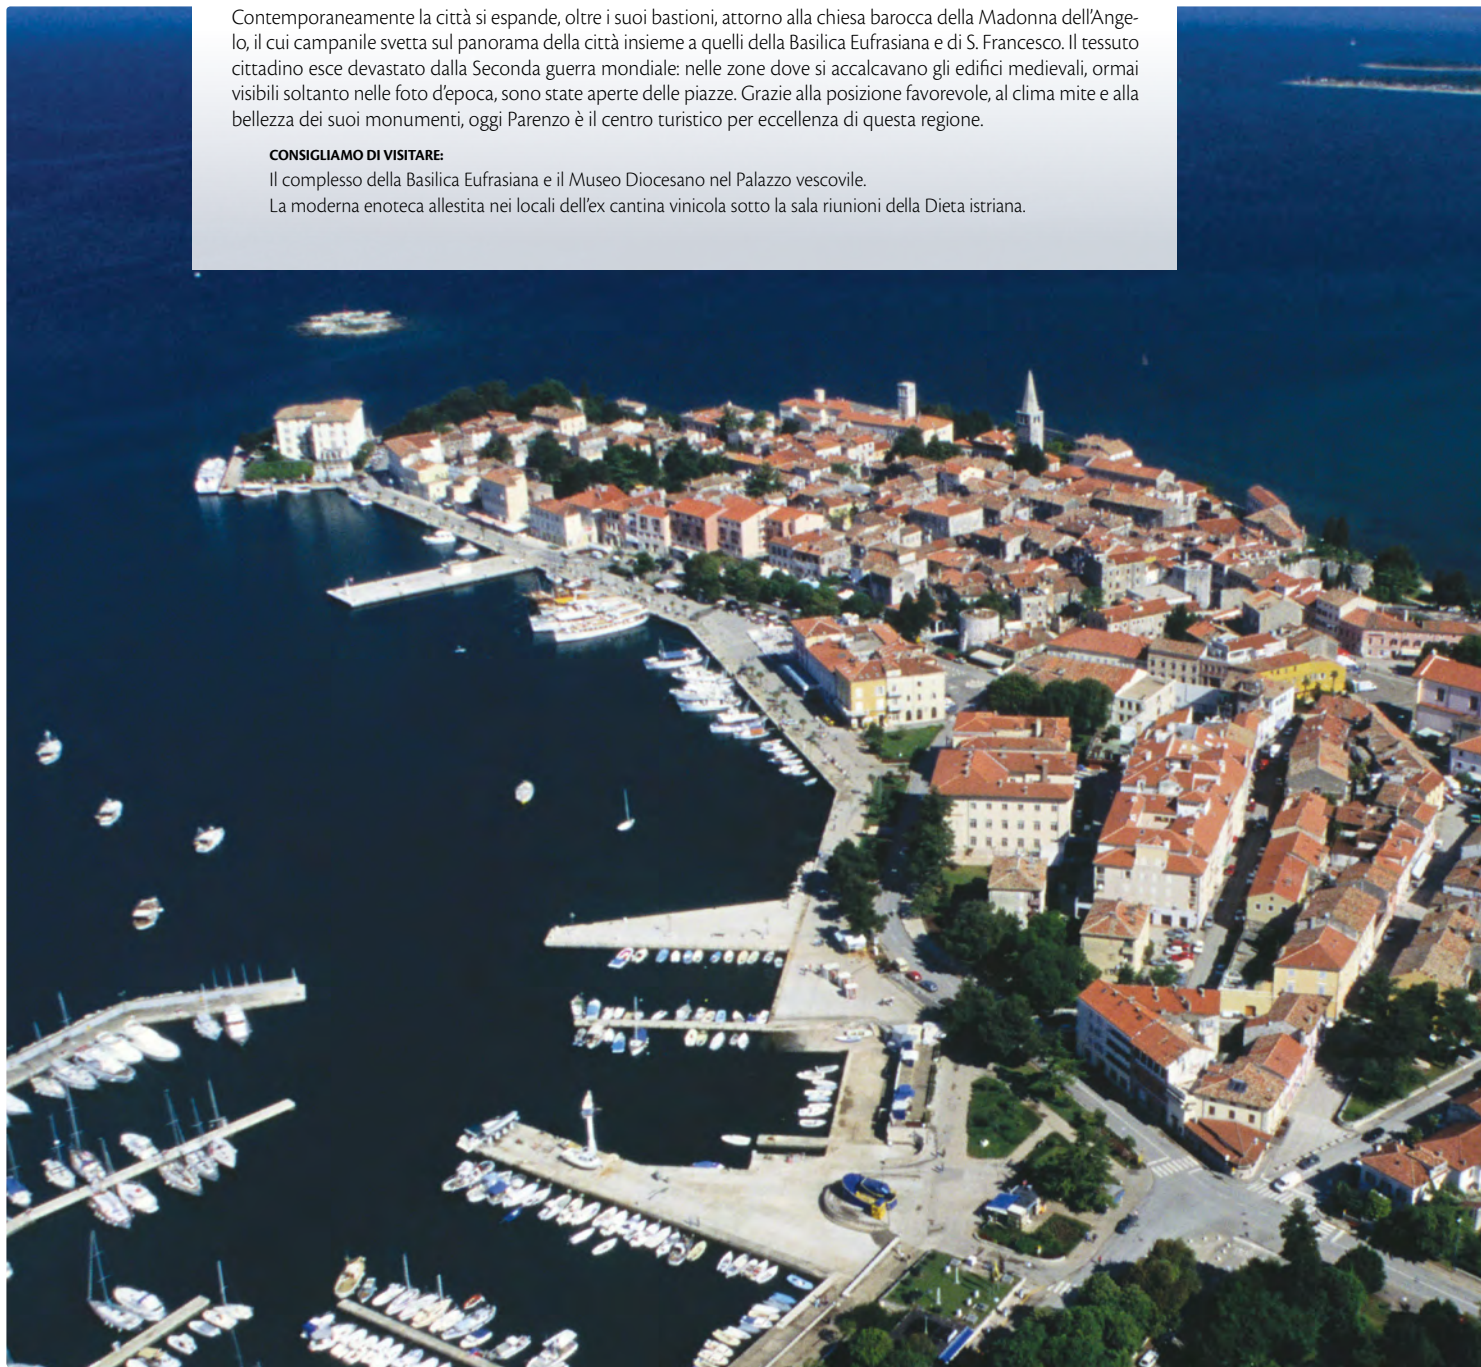 Contemporaneamente la città si espande, oltre i suoi bastioni, attorno alla chiesa barocca della Madonna dell'Ange-
lo, il cui campanile svetta sul panorama della città insieme a quelli della Basilica Eufrasiana e di S. Francesco. Il tessuto
cittadino esce devastato dalla Seconda guerra mondiale: nelle zone dove si accalcavano gli edifici medievali, ormai
visibili soltanto nelle foto d'epoca, sono state aperte delle piazze. Grazie alla posizione favorevole, al clima mite e alla
bellezza dei suoi monumenti, oggi Parenzo è il centro turistico per eccellenza di questa regione.
CONSIGLIAMO DI VISITARE:
Il complesso della Basilica Eufrasiana e il Museo Diocesano nel Palazzo vescovile.
La moderna enoteca allestita nei locali dell'ex cantina vinicola sotto la sala riunioni della Dieta istriana.